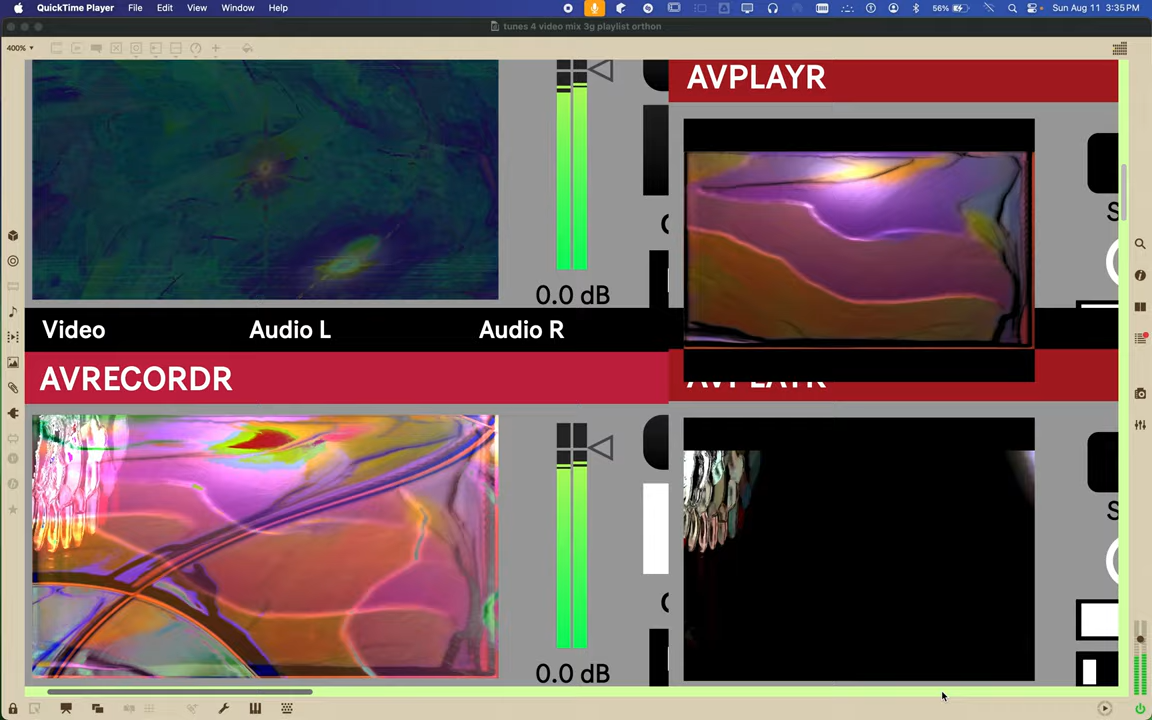 QuickTime Player File Edit View Window Help 56% Sun Aug 11 3:35 PM
tunes 4 video mix 3g playlist orthon
400%
AVPLAYR
0.0 dB
Video Audio L Audio R
AVRECORDR
AVPLAYR
0.0 dB